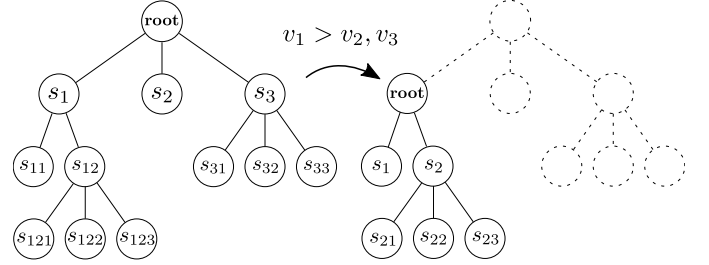 root
v₁ > v₂, v₃
s₁ s₂ s₃ root
s₁₁ s₁₂ s₃₁ s₃₂ s₃₃ s₁ s₂
s₁₂₁ s₁₂₂ s₁₂₃ s₂₁ s₂₂ s₂₃